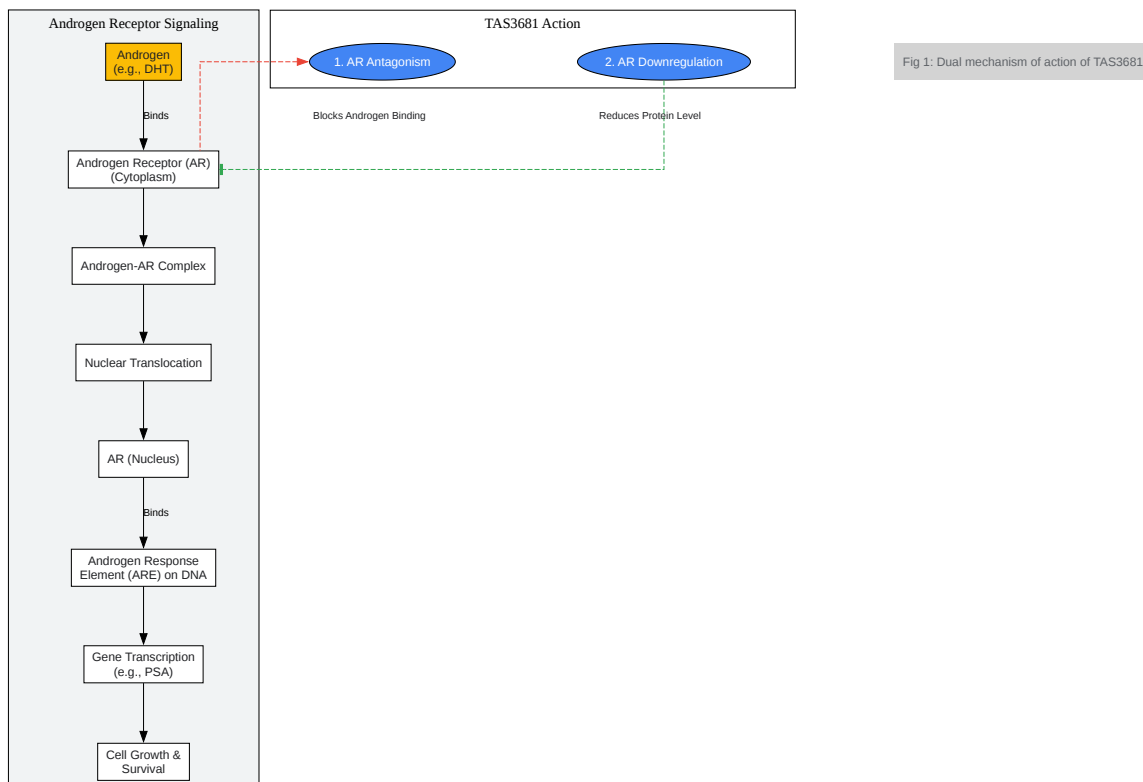 Androgen Receptor Signaling
Androgen
(e.g., DHT)
Binds
Androgen Receptor (AR)
(Cytoplasm)
Androgen-AR Complex
Nuclear Translocation
AR (Nucleus)
Binds
Androgen Response
Element (ARE) on DNA
Gene Transcription
(e.g., PSA)
Cell Growth &
Survival
TAS3681 Action
1. AR Antagonism
2. AR Downregulation
Blocks Androgen Binding
Reduces Protein Level
Fig 1: Dual mechanism of action of TAS3681